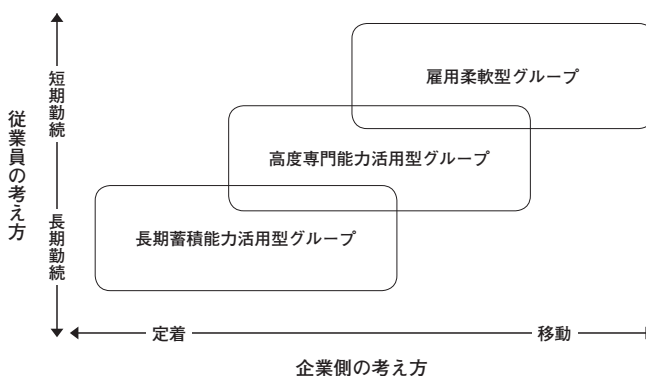 雇用柔軟型グループ
高度専門能力活用型グループ
長期蓄積能力活用型グループ
従業員の考え方
短期勤続
長期勤続
定着
移動
企業側の考え方